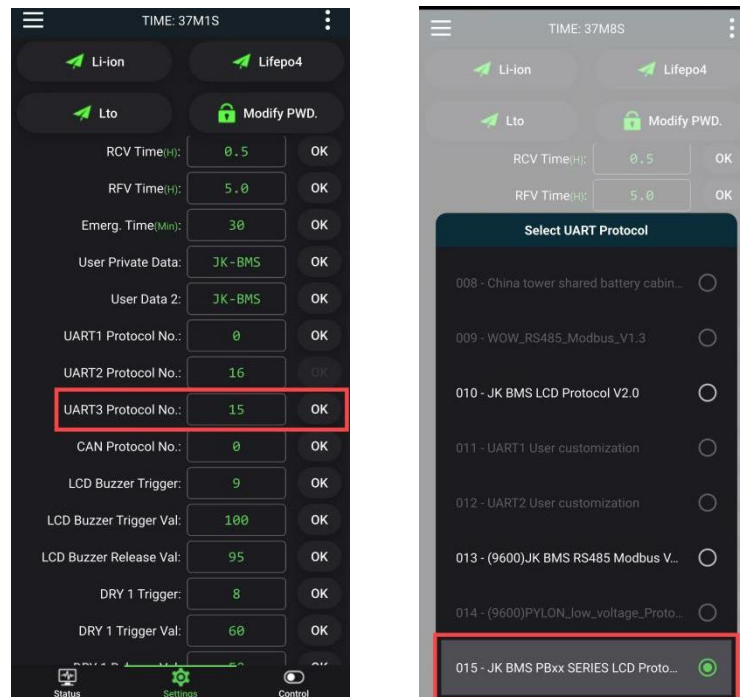 TIME: 37M1S
Li-ion
Lifepo4
Lto
Modify PWD.
RCV Time(H): 0.5 OK
RFV Time(H): 5.0 OK
Emerg. Time(Min): 30 OK
User Private Data: JK-BMS OK
User Data 2: JK-BMS OK
UART1 Protocol No.: 0 OK
UART2 Protocol No.: 16 OK
UART3 Protocol No.: 15 OK
CAN Protocol No.: 0 OK
LCD Buzzer Trigger: 9 OK
LCD Buzzer Trigger Val: 100 OK
LCD Buzzer Release Val: 95 OK
DRY 1 Trigger: 8 OK
DRY 1 Trigger Val: 60 OK
Status
Settings
Control
TIME: 37M8S
Li-ion
Lifepo4
Lto
Modify PWD.
RCV Time(H): 0.5 OK
RFV Time(H): 5.0 OK
Select UART Protocol
008 - China tower shared battery cabin...
009 - WOW_RS485_Modbus_V1.3
010 - JK BMS LCD Protocol V2.0
011 - UART1 User customization
012 - UART2 User customization
013 - (9600)JK BMS RS485 Modbus V...
014 - (9600)PYLON_low_voltage_Proto...
015 - JK BMS PBxx SERIES LCD Proto...